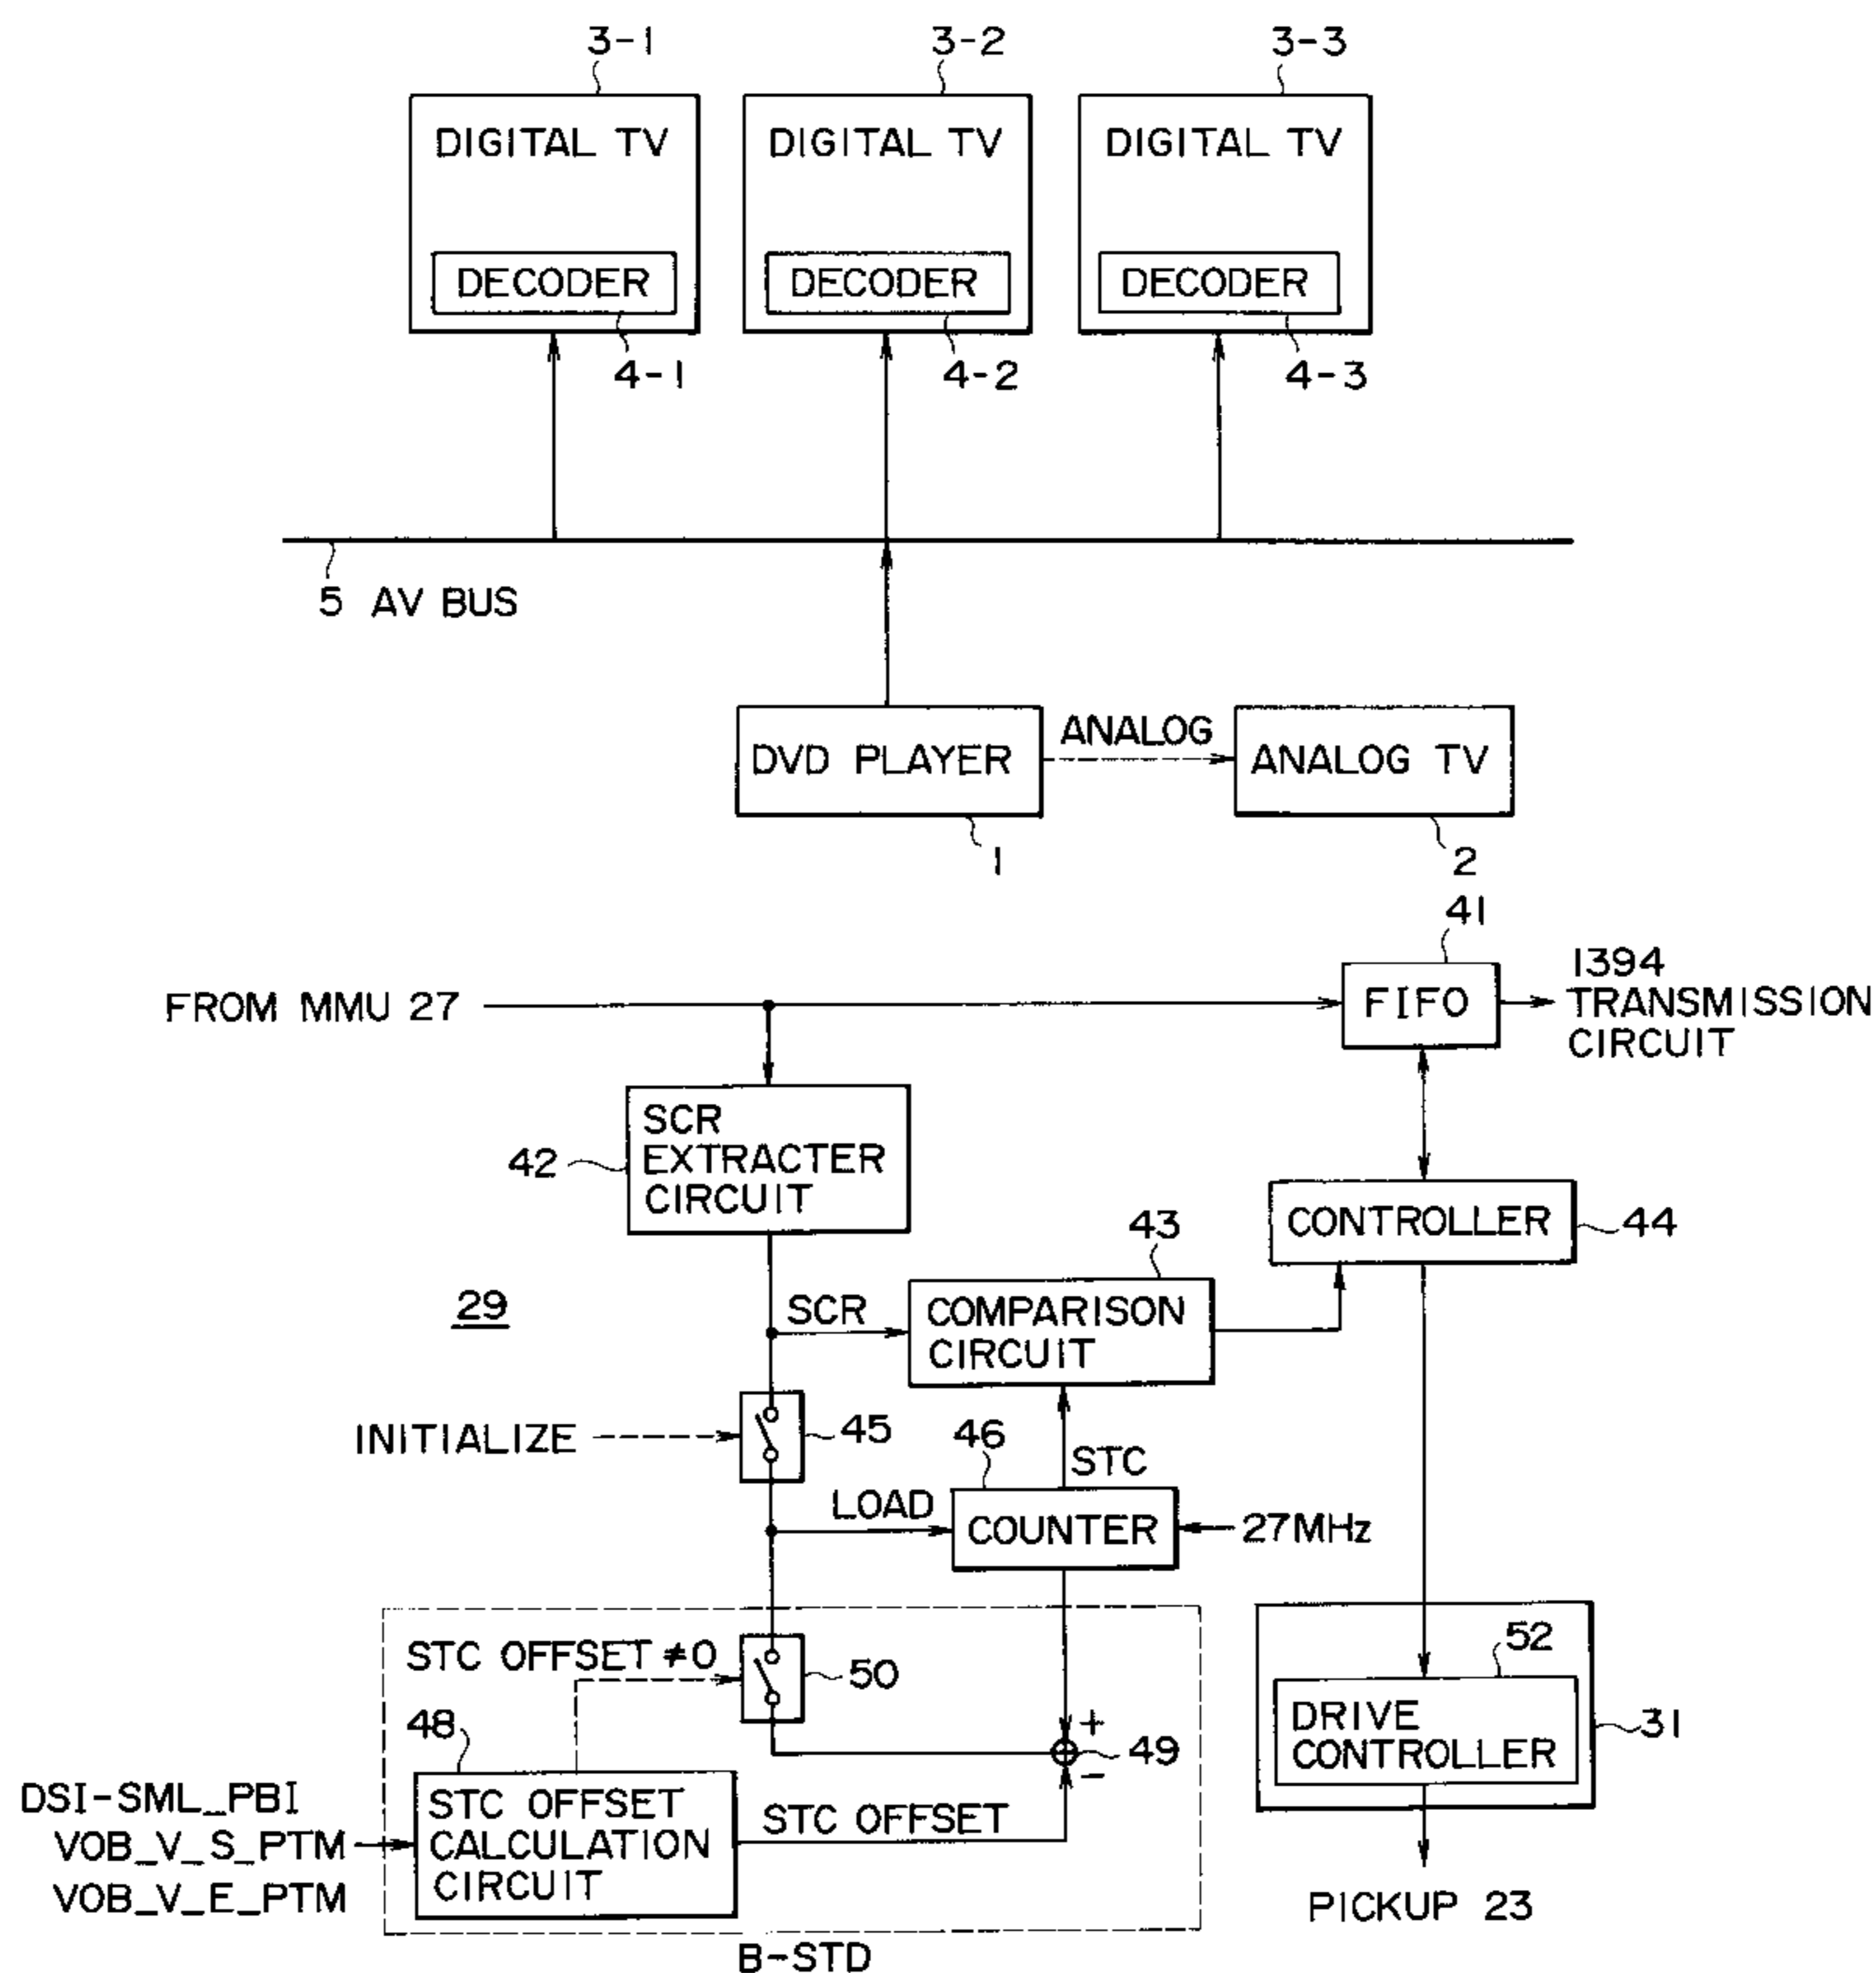 3-1
3-2
3-3
DIGITAL TV
DIGITAL TV
DIGITAL TV
DECODER
DECODER
DECODER
4-1
4-2
4-3
5 AV BUS
DVD PLAYER
ANALOG
ANALOG TV
1
2
41
FROM MMU 27
FIFO
1394
TRANSMISSION
CIRCUIT
SCR
EXTRACTER
CIRCUIT
42
43
CONTROLLER
44
29
SCR
COMPARISON
CIRCUIT
INITIALIZE
45
46
STC
LOAD
COUNTER
27MHz
STC OFFSET ≠0
50
52
48
+
49
-
DRIVE
CONTROLLER
31
DSI-SML_PBI
VOB_V_S_PTM
VOB_V_E_PTM
STC OFFSET
CALCULATION
CIRCUIT
STC OFFSET
PICKUP 23
B-STD